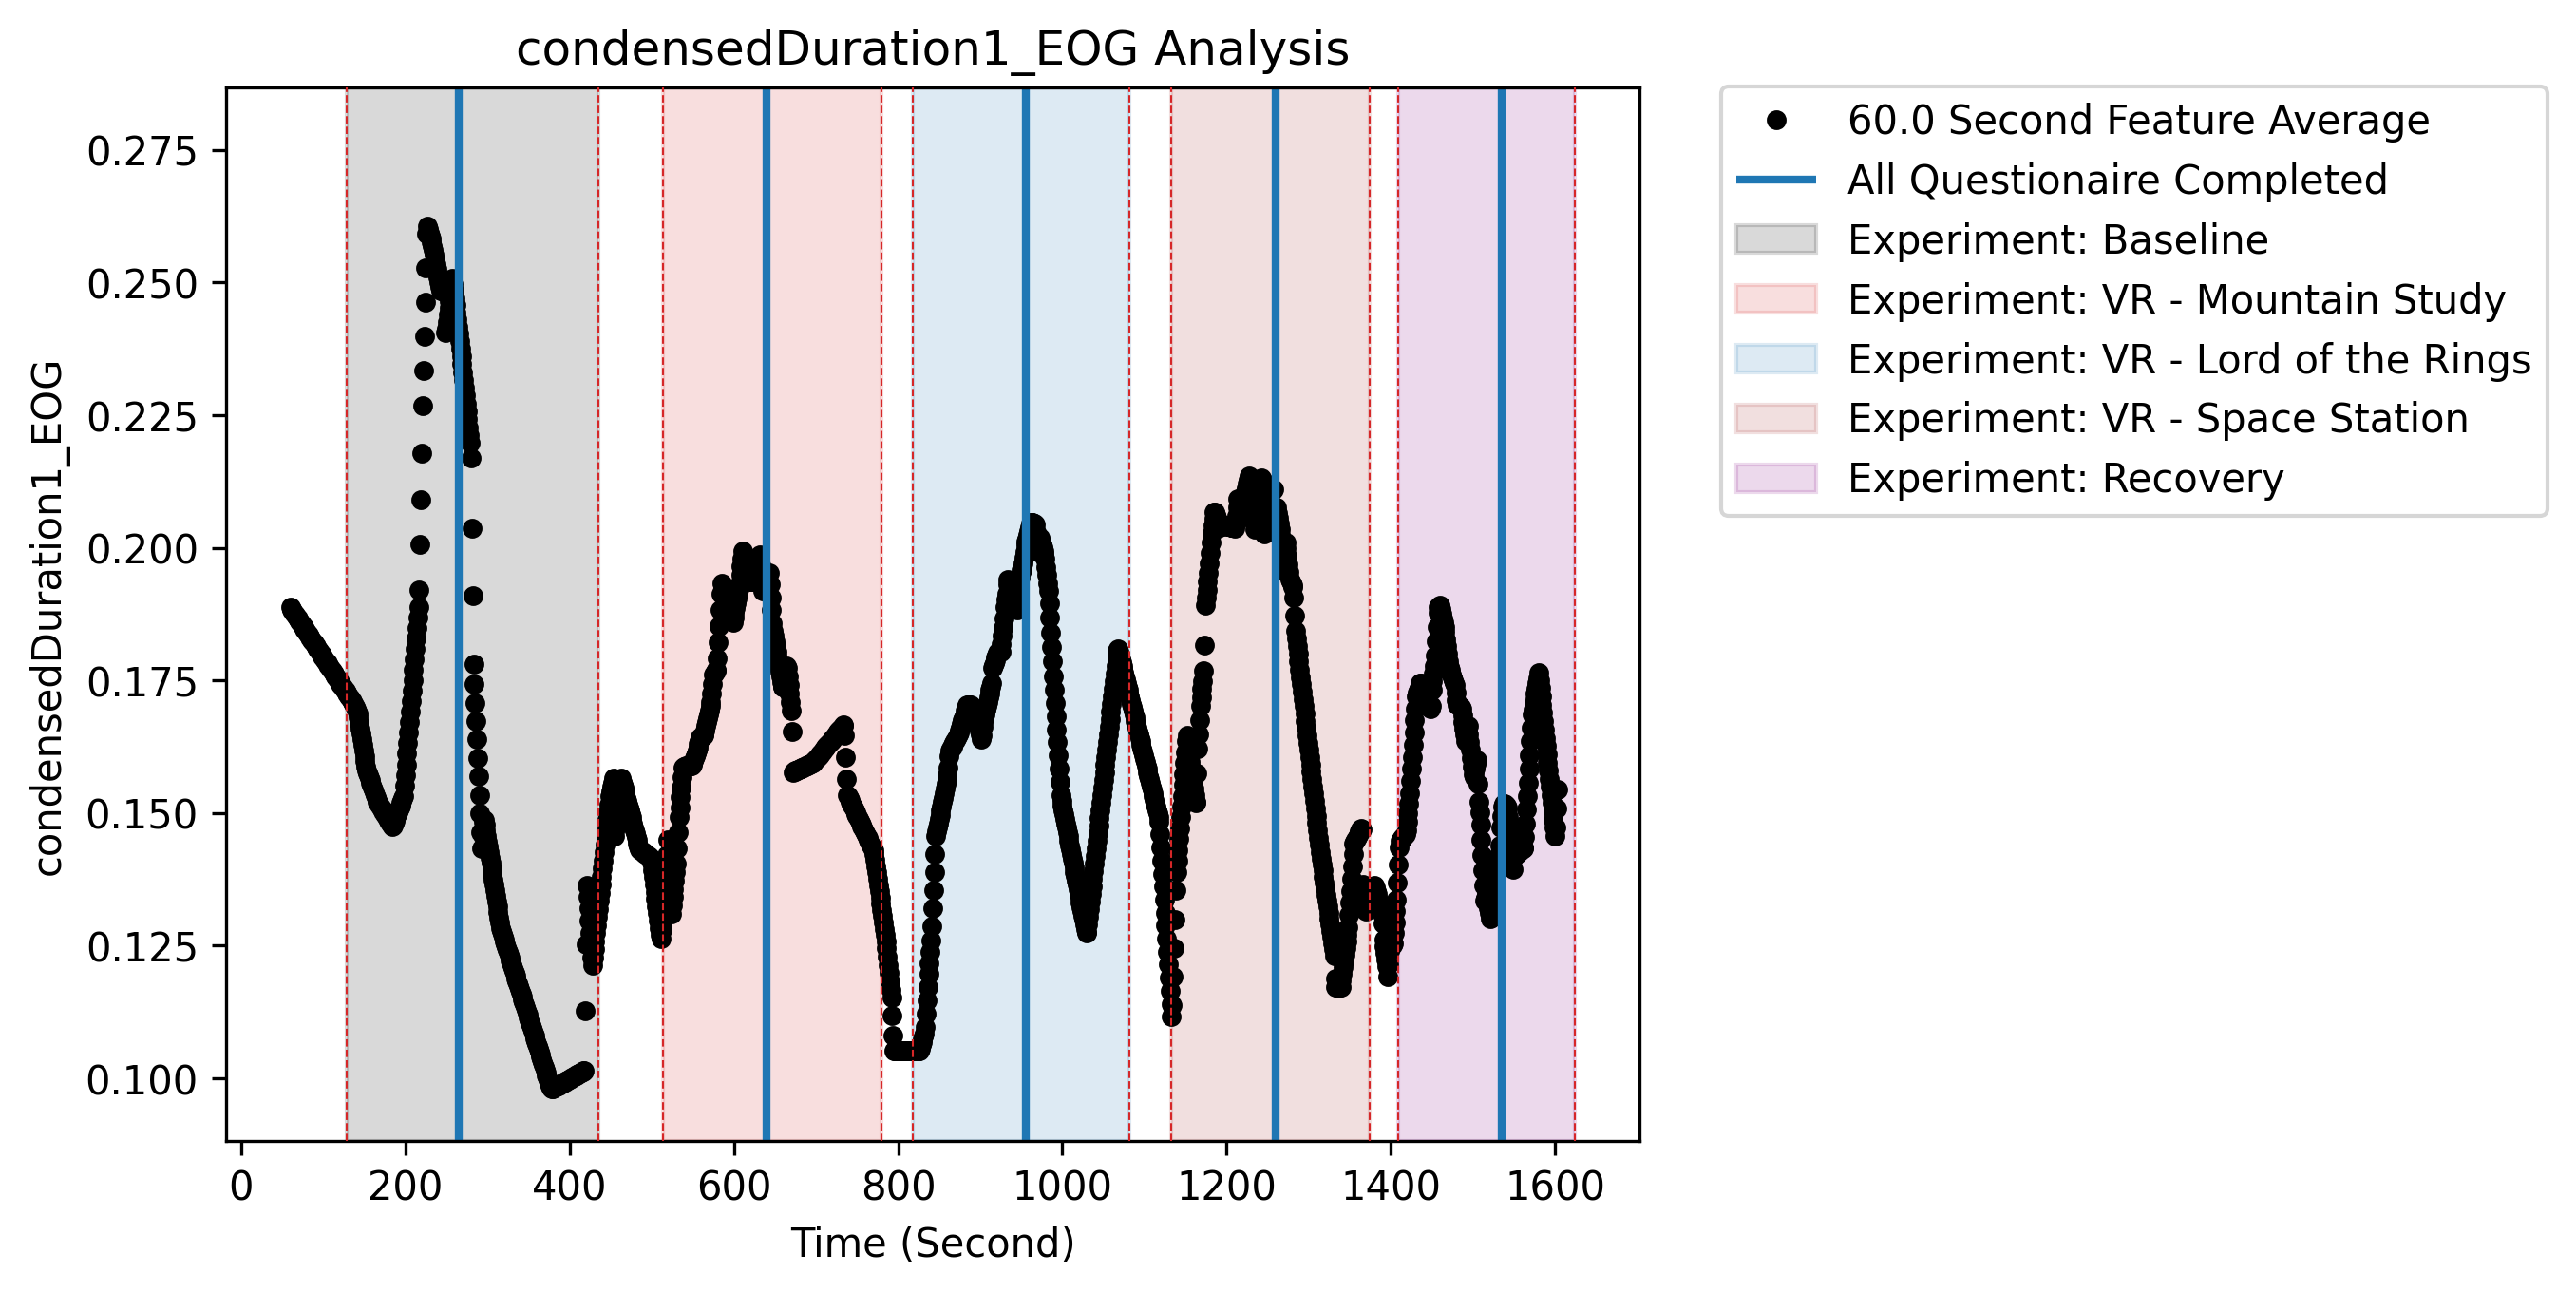 condensedDuration1_EOG Analysis
condensedDuration1_EOG
0.275
0.250
0.225
0.200
0.175
0.150
0.125
0.100
0
200
400
600
800
1000
1200
1400
1600
Time (Second)
60.0 Second Feature Average
All Questionaire Completed
Experiment: Baseline
Experiment: VR - Mountain Study
Experiment: VR - Lord of the Rings
Experiment: VR - Space Station
Experiment: Recovery